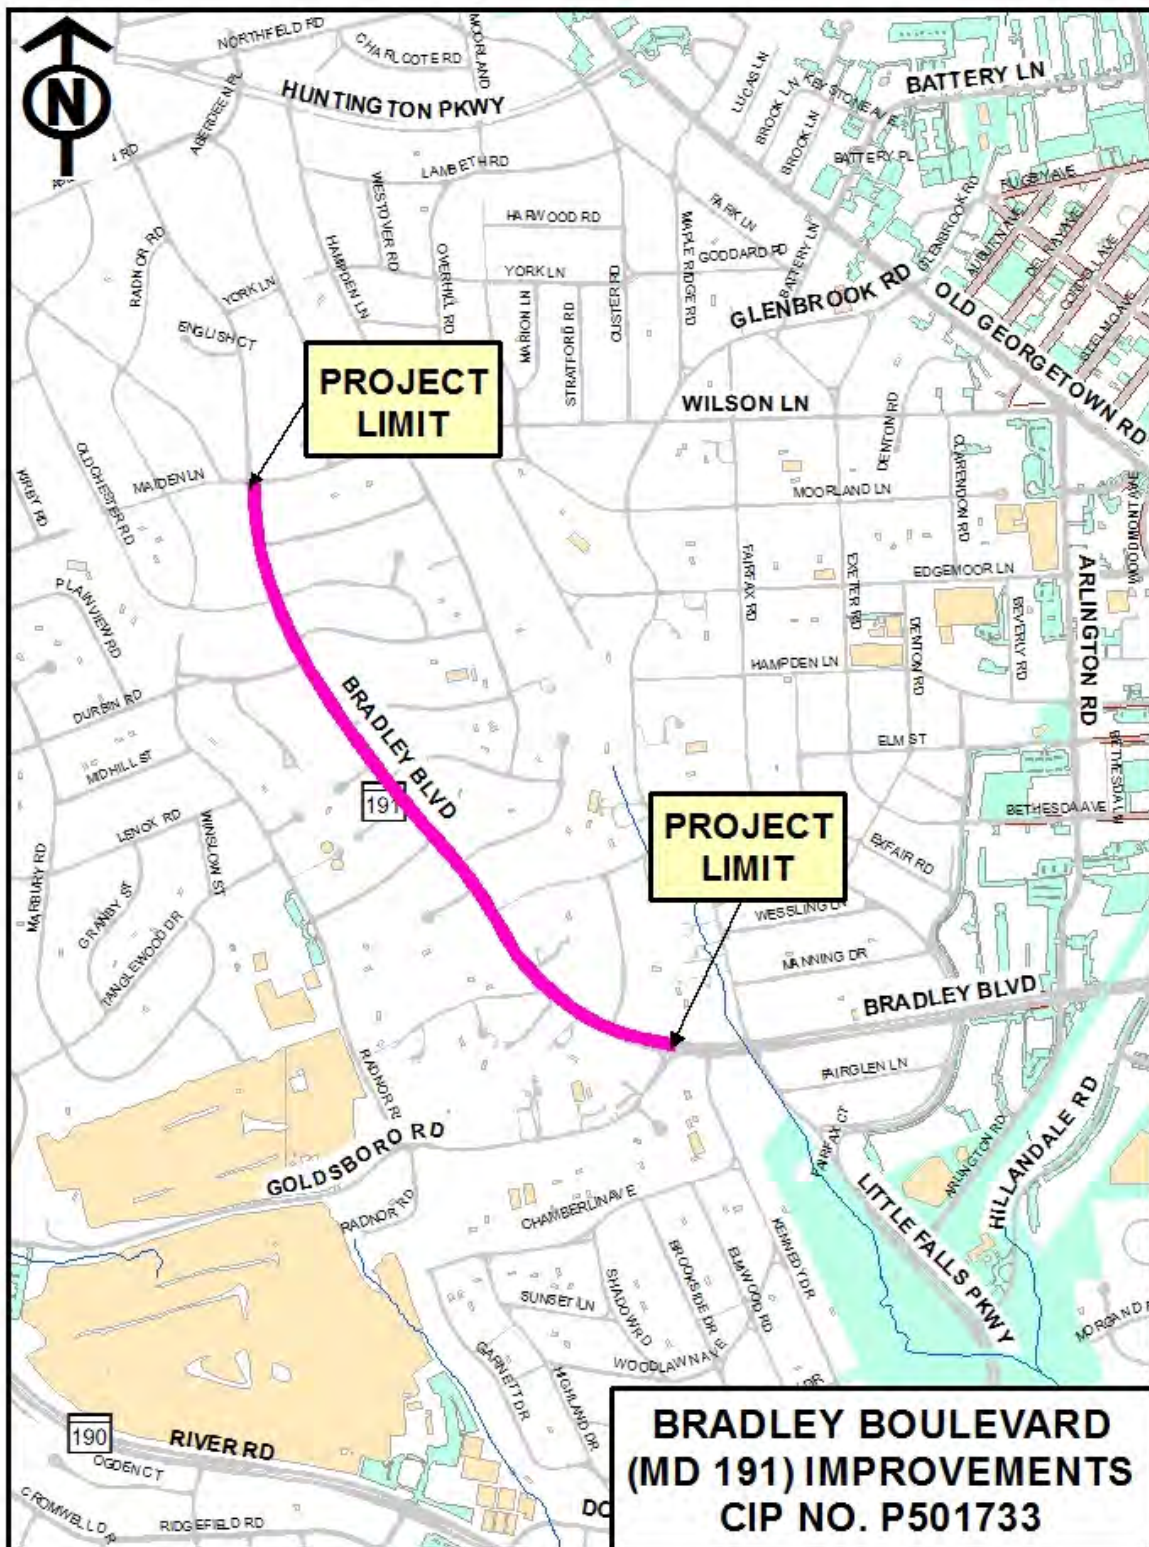 NORTHFIELD RD
CHARLCOTE RD
MOORLAND
LUCAS LN
BROOK LN
KEYSTONE AVE
BATTERY LN
N
ABERDEEN PL
HUNTINGTON PKWY
BROOK LN
BATTERY PL
LAMBETH RD
RUGBY AVE
WESTOVER RD
HARWOOD RD
PARK LN
GLENBROOK RD
AUBURN AVE
DEL RAY AVE
CORDELL AVE
RADNOR RD
HAMPDEN LN
OVERHILL RD
YORK LN
CUSTER RD
MAPLE RIDGE RD
GODDARD RD
BATTERY LN
YORK LN
GLENBROOK RD
OLD GEORGETOWN RD
ENGLISH CT
MARION LN
STRATFORD RD
PROJECT
LIMIT
WILSON LN
DENTON RD
CLARENDON RD
KIRBY RD
OLD CHESTER RD
MAIDEN LN
MOORLAND LN
WOODMONT AVE
PLAINVIEW RD
FAIRFAX RD
EXETER RD
EDGEMOOR LN
ARLINGTON RD
DENTON RD
BEVERLY RD
HAMPDEN LN
DURBIN RD
BRADLEY BLVD
ELM ST
BETHESDA LN
MIDHILL ST
191
BETHESDA AVE
PROJECT
LIMIT
LENOX RD
WINSLOW ST
EXFAIR RD
MARBURY RD
GRANBY ST
TANGLEWOOD DR
WESSLING LN
MANNING DR
BRADLEY BLVD
RADNOR R
FAIRGLEN LN
GOLDSBORO RD
FAIRFAX CT
ARLINGTON RD
HILLANDALE RD
RADNOR RD
CHAMBERLIN AVE
LITTLE FALLS PKWY
KENNEDY DR
SUNSET LN
SHADOW RD
BROOKSIDE DR
ELMWOOD RD
WOODLAWN AVE
GARNETT DR
HIGHLAND DR
DR
190
RIVER RD
OGDEN CT
CROMWELL DR
RIDGEFIELD RD
DO
BRADLEY BOULEVARD
(MD 191) IMPROVEMENTS
CIP NO. P501733